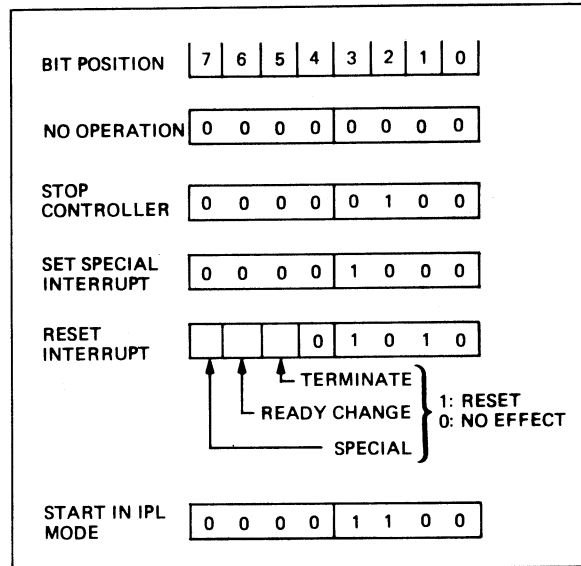 BIT POSITION 7 6 5 4 3 2 1 0
NO OPERATION 0 0 0 0 0 0 0 0
STOP
CONTROLLER 0 0 0 0 0 1 0 0
SET SPECIAL
INTERRUPT 0 0 0 0 1 0 0 0
RESET
INTERRUPT 0 1 0 1 0
TERMINATE
READY CHANGE
SPECIAL
1: RESET
0: NO EFFECT
START IN IPL
MODE 0 0 0 0 1 1 0 0